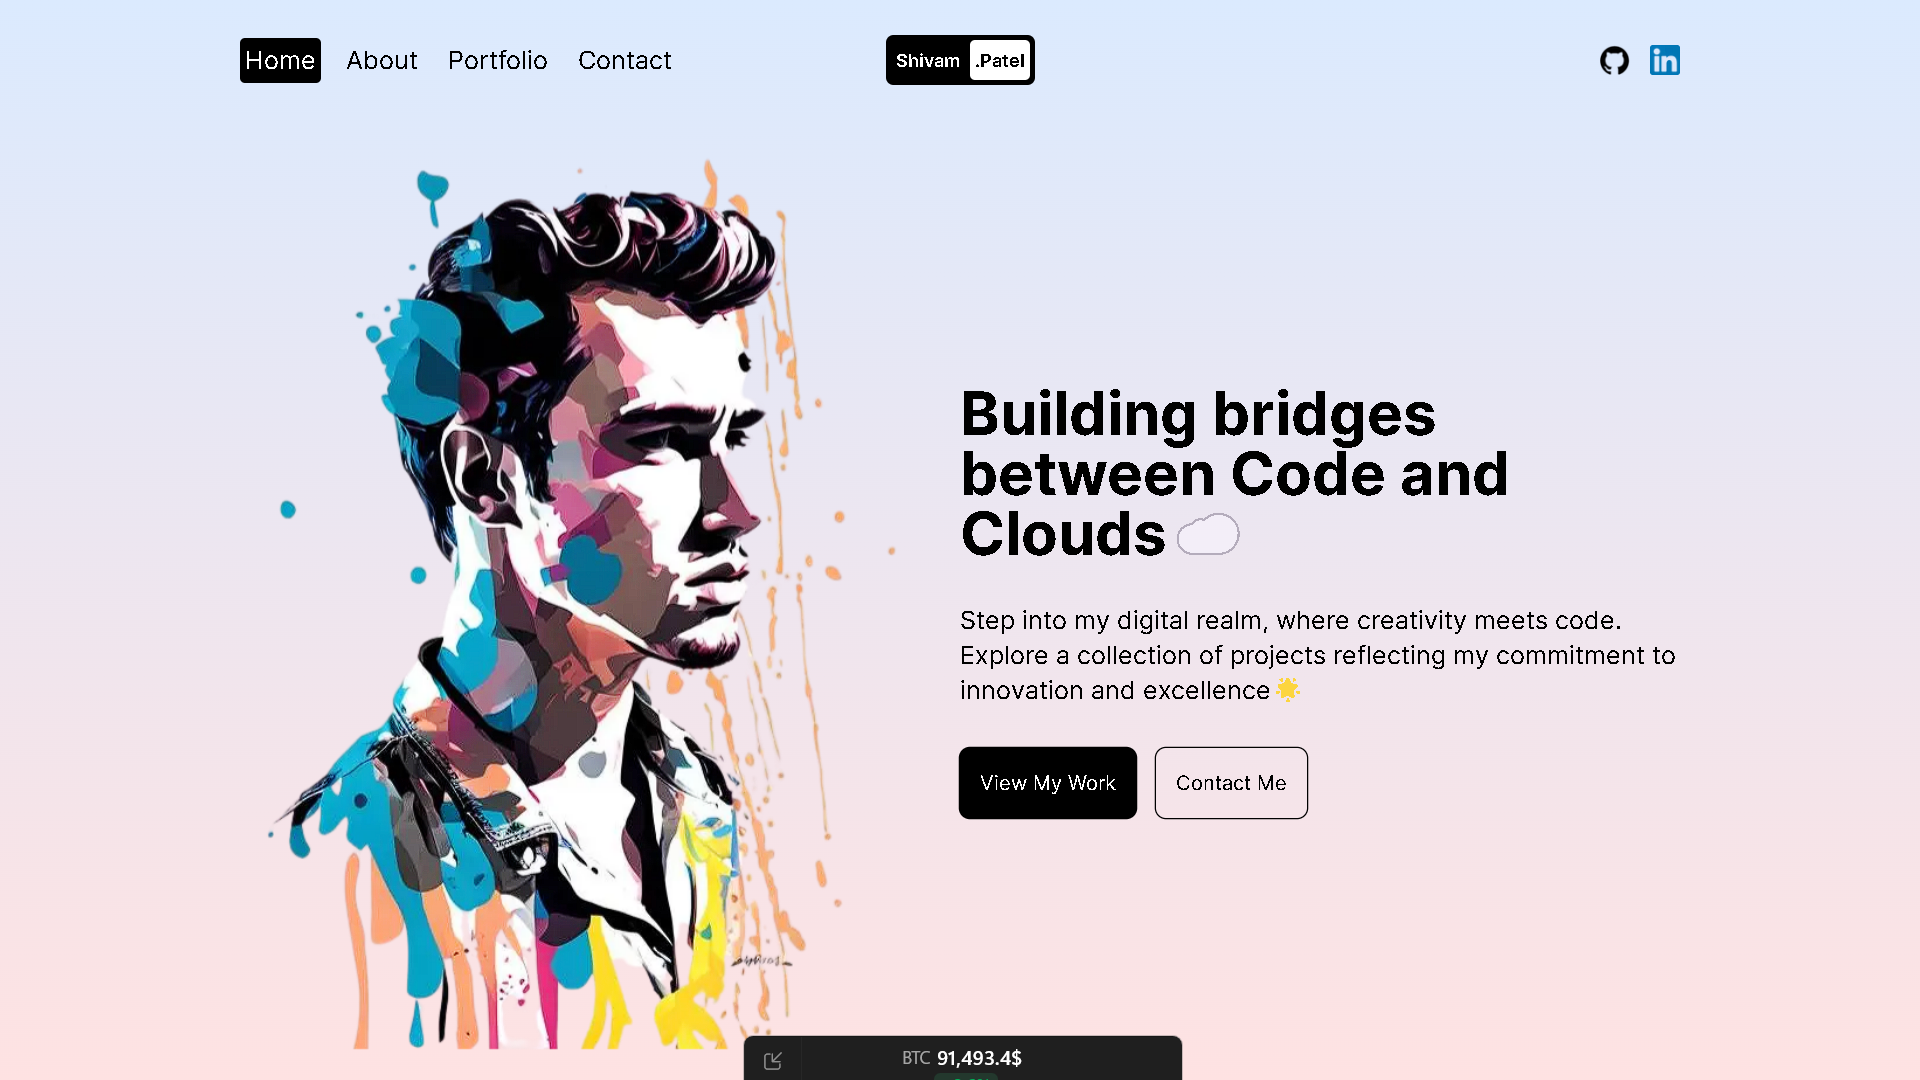 Home About Portfolio Contact
Shivam .Patel
Building bridges
between Code and
Clouds
Step into my digital realm, where creativity meets code.
Explore a collection of projects reflecting my commitment to
innovation and excellence
View My Work
Contact Me
BTC 91,493.4$